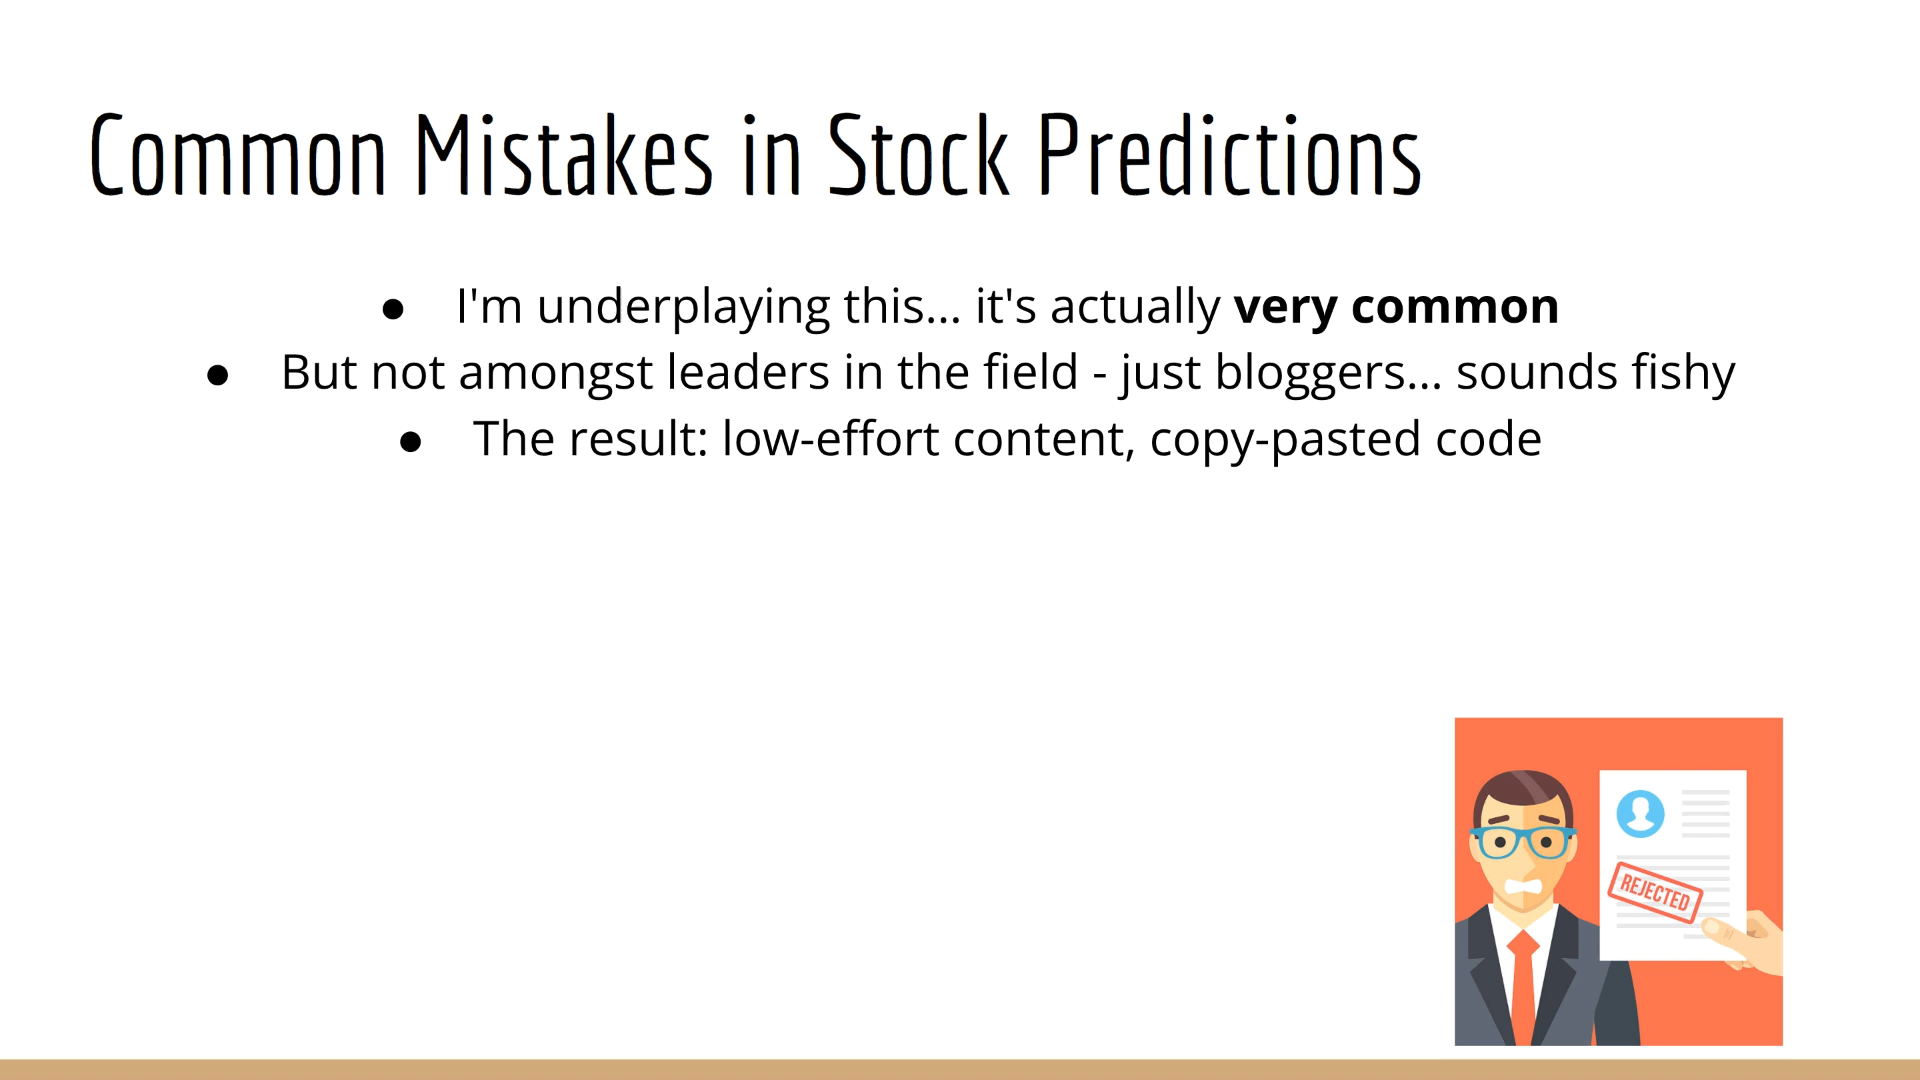 Common Mistakes in Stock Predictions
● I'm underplaying this... it's actually very common
● But not amongst leaders in the field - just bloggers... sounds fishy
● The result: low-effort content, copy-pasted code
REJECTED